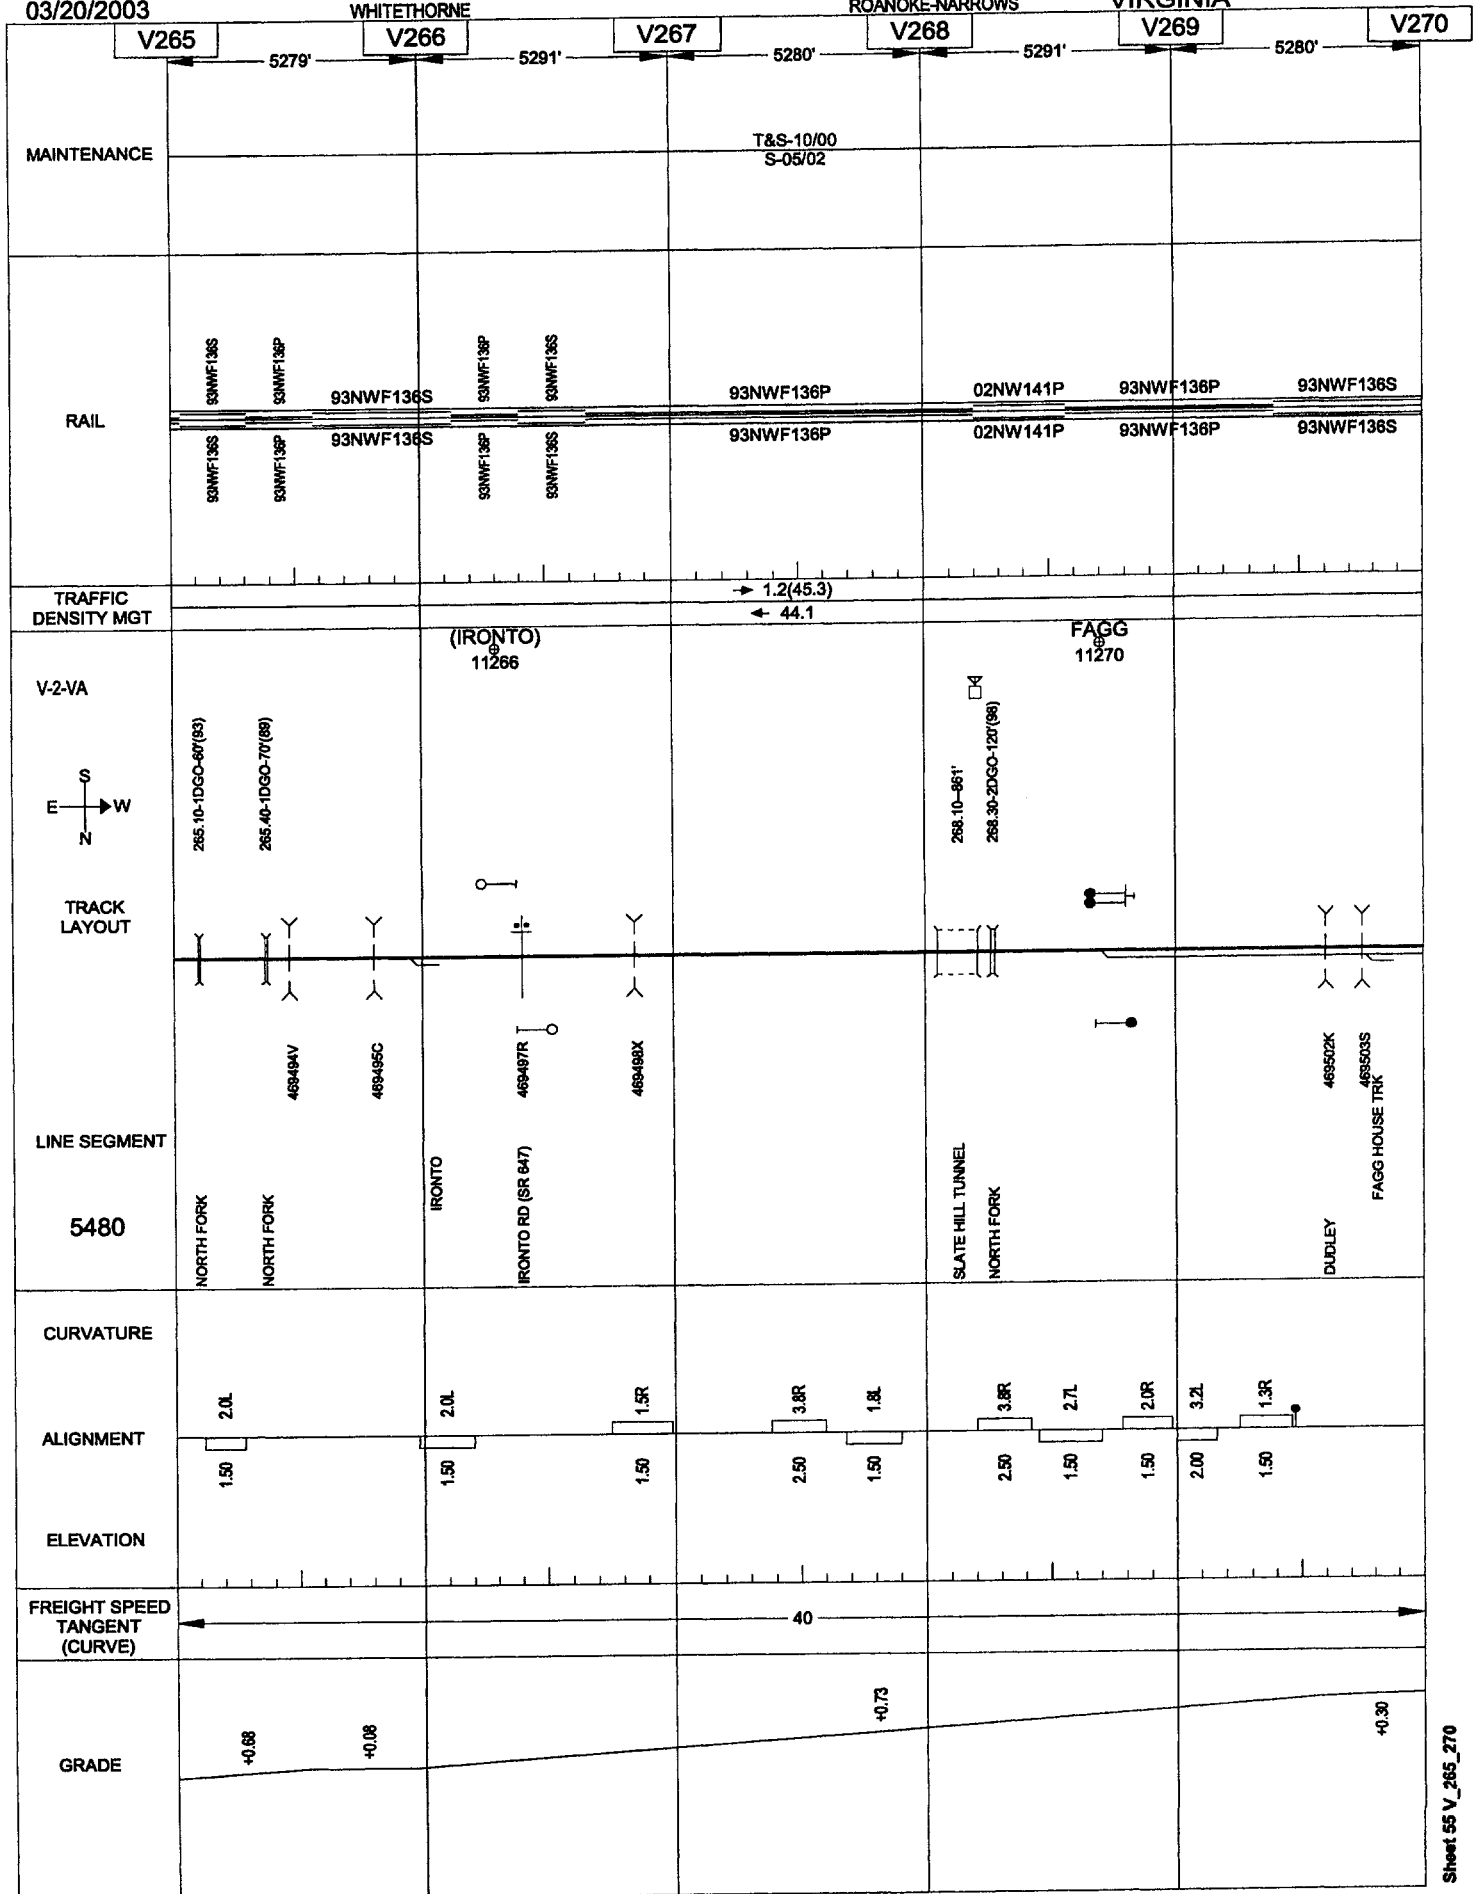 03/20/2003 WHITETHORNE ROANOKE-NARROWS VIRGINIA
V265 V266 V267 V268 V269 V270
5279' 5291' 5280' 5291' 5280'
MAINTENANCE
T&S-10/00
S-05/02
RAIL
93NWF136S 93NWF136P 93NWF136S 93NWF136P 93NWF136S 93NWF136P 02NW141P 93NWF136P 93NWF136S
93NWF136S 93NWF136P 93NWF136S 93NWF136P 93NWF136S 93NWF136P 02NW141P 93NWF136P 93NWF136S
TRAFFIC
DENSITY MGT
1.2(45.3)
44.1
(IRONTO)
11266
FAGG
11270
V-2-VA
S
E W
N
265.10-1DGO-60'(93)
265.40-1DGO-70'(89)
268.10--861'
268.30-2DGO-120'(98)
TRACK
LAYOUT
469494V
469495C
469497R
469498X
469502K
469503S
LINE SEGMENT
5480
NORTH FORK
NORTH FORK
IRONTO
IRONTO RD (SR 647)
SLATE HILL TUNNEL
NORTH FORK
DUDLEY
FAGG HOUSE TRK
CURVATURE
2.0L 2.0L 1.5R 3.8R 1.8L 3.8R 2.7L 2.0R 3.2L 1.3R
ALIGNMENT
1.50 1.50 1.50 2.50 1.50 2.50 1.50 1.50 2.00 1.50
ELEVATION
FREIGHT SPEED
TANGENT
(CURVE)
40
GRADE
+0.68 +0.08 +0.73 +0.30
Sheet 55 V_265_270